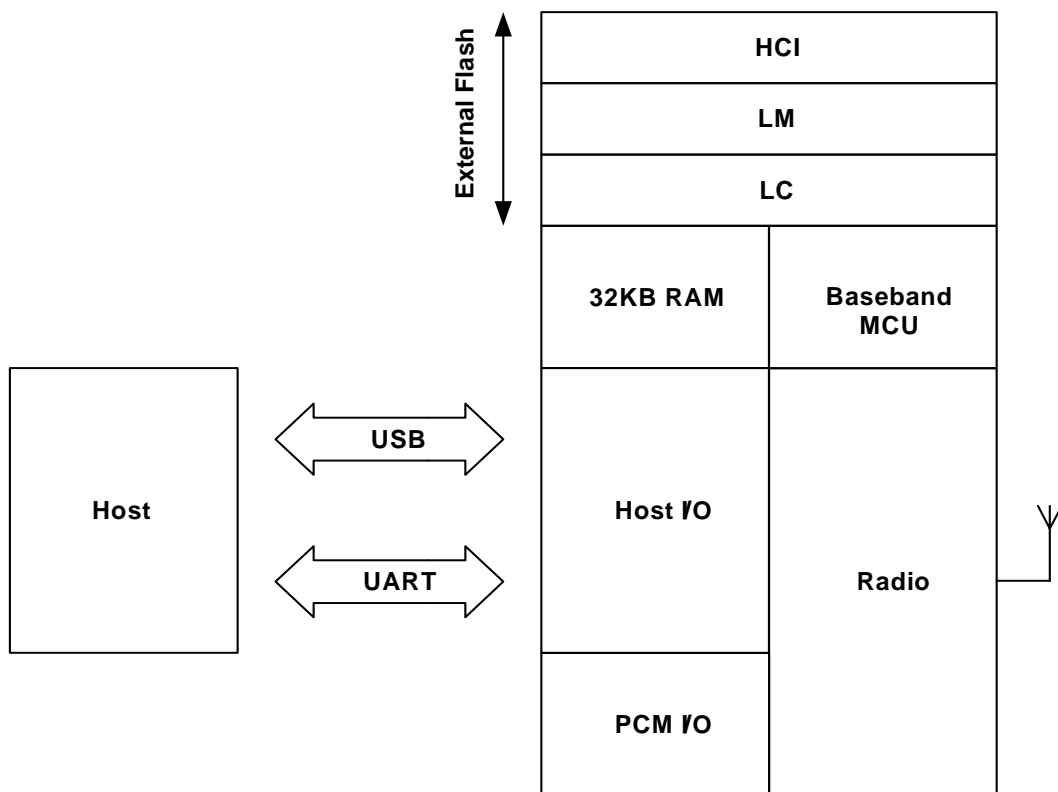 External Flash
HCI
LM
LC
32KB RAM
Baseband
MCU
Host
USB
UART
Host I/O
Radio
PCM I/O